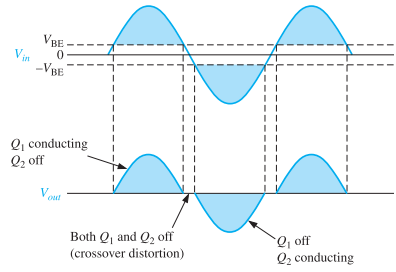 V_BE
V_in
0
−V_BE
Q_1 conducting
Q_2 off
V_out
Both Q_1 and Q_2 off
(crossover distortion)
Q_1 off
Q_2 conducting